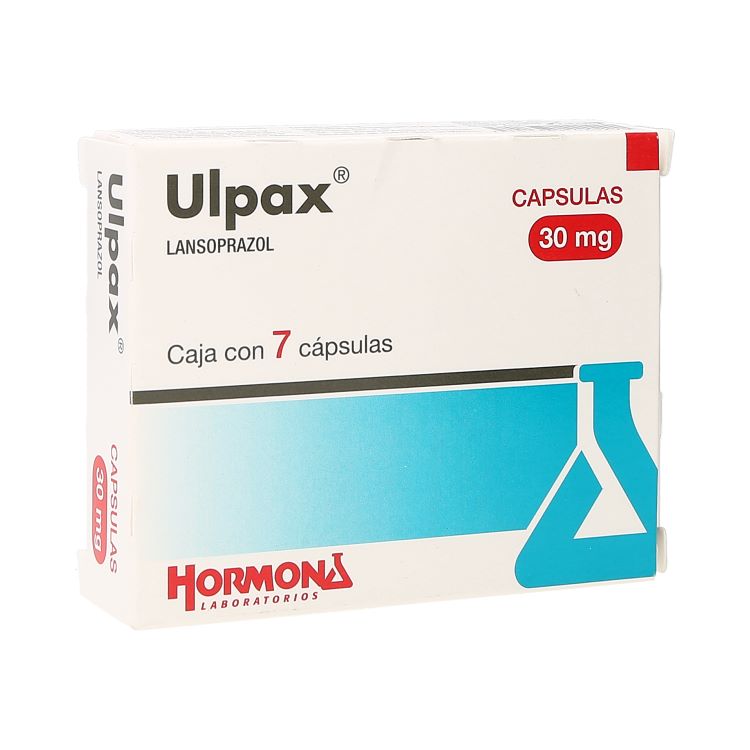 Ulpax®
LANSOPRAZOL
CAPSULAS
30 mg
Caja con 7 cápsulas
HORMONA
LABORATORIOS
Ulpax®
LANSOPRAZOL
CAPSULAS
30 mg